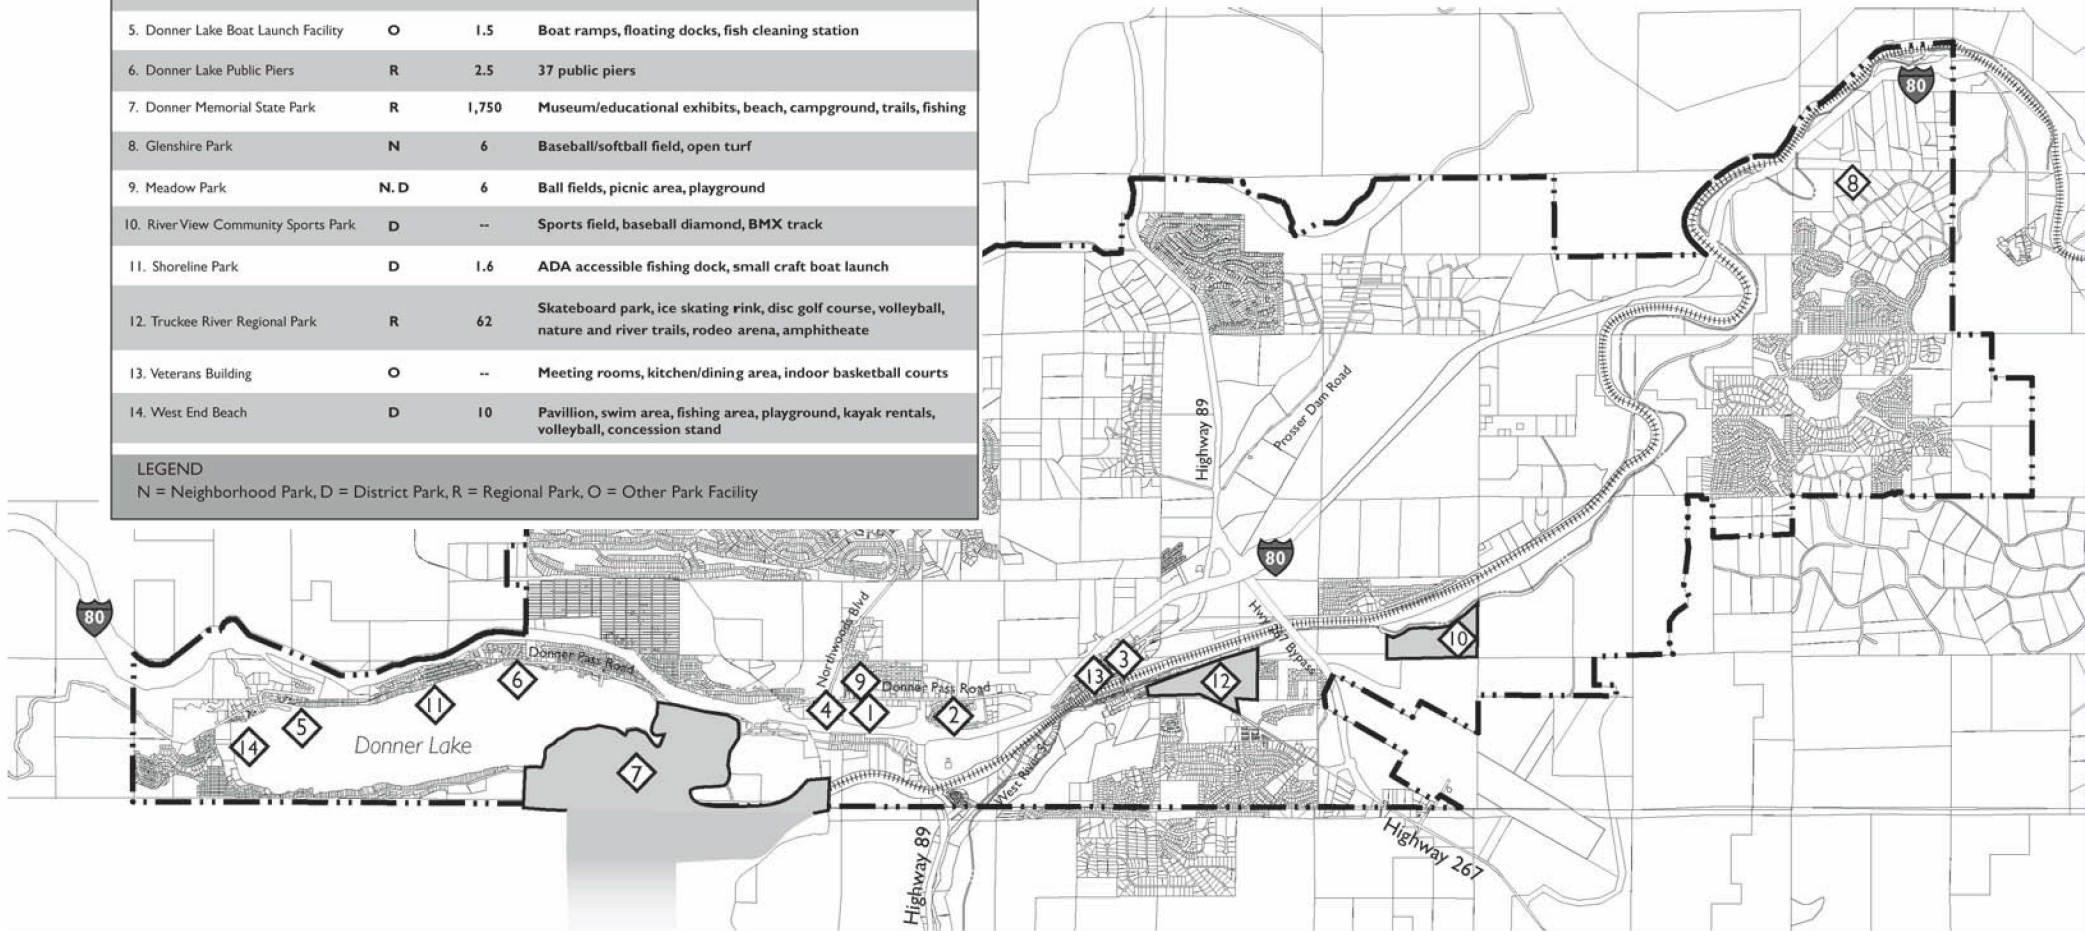 5. Donner Lake Boat Launch Facility O 1.5 Boat ramps, floating docks, fish cleaning station
6. Donner Lake Public Piers R 2.5 37 public piers
7. Donner Memorial State Park R 1,750 Museum/educational exhibits, beach, campground, trails, fishing
8. Glenshire Park N 6 Baseball/softball field, open turf
9. Meadow Park N. D 6 Ball fields, picnic area, playground
10. River View Community Sports Park D -- Sports field, baseball diamond, BMX track
11. Shoreline Park D 1.6 ADA accessible fishing dock, small craft boat launch
12. Truckee River Regional Park R 62 Skateboard park, ice skating rink, disc golf course, volleyball,
nature and river trails, rodeo arena, amphitheate
13. Veterans Building O -- Meeting rooms, kitchen/dining area, indoor basketball courts
14. West End Beach D 10 Pavillion, swim area, fishing area, playground, kayak rentals,
volleyball, concession stand
LEGEND
N = Neighborhood Park, D = District Park, R = Regional Park, O = Other Park Facility
80
8
Highway 89
Prosser Dam Road
80
80
Northwoods Blvd
Hwy 267 Bypass
Donner Pass Road
10
3
13
12
9
Donner Pass Road
6
11
4
1
2
5
14
Donner Lake
7
West River St
Highway 89
Highway 267